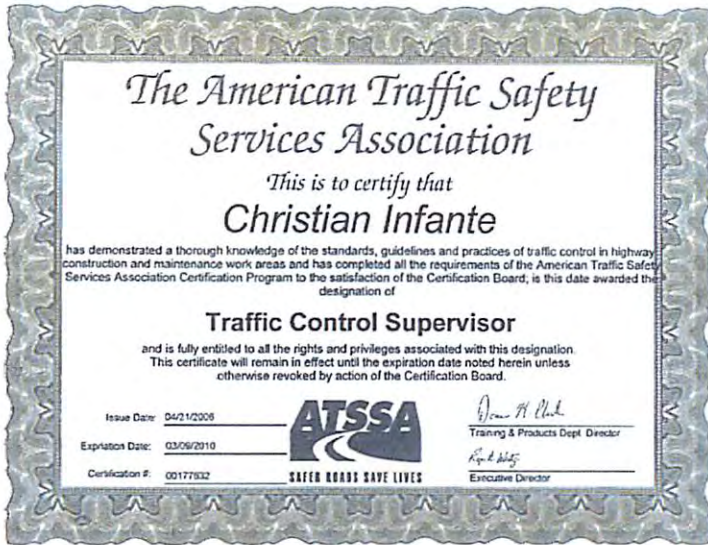 The American Traffic Safety
Services Association
This is to certify that
Christian Infante
has demonstrated a thorough knowledge of the standards, guidelines and practices of traffic control in highway
construction and maintenance work areas and has completed all the requirements of the American Traffic Safety
Services Association Certification Program to the satisfaction of the Certification Board; is this date awarded the
designation of
Traffic Control Supervisor
and is fully entitled to all the rights and privileges associated with this designation.
This certificate will remain in effect until the expiration date noted herein unless
otherwise revoked by action of the Certification Board.
Issue Date: 04/21/2006
Expiration Date: 03/09/2010
Certification #: 00177932
ATSSA
SAFER ROADS SAVE LIVES
Training & Products Dept. Director
Executive Director